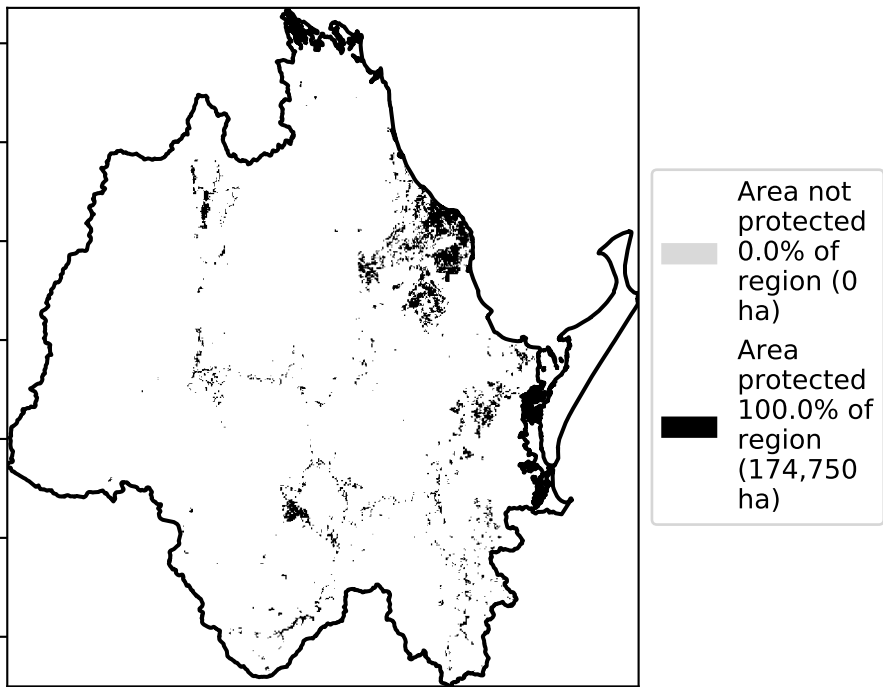 Area not
protected
0.0% of
region (0
ha)
Area
protected
100.0% of
region
(174,750
ha)